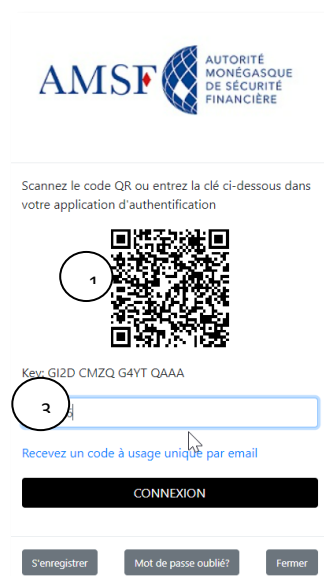 AMSF
AUTORITÉ
MONÉGASQUE
DE SÉCURITÉ
FINANCIÈRE
Scannez le code QR ou entrez la clé ci-dessous dans
votre application d'authentification
Key: GI2D CMZQ G4YT QAAA
Recevez un code à usage unique par email
CONNEXION
S'enregistrer
Mot de passe oublié?
Fermer